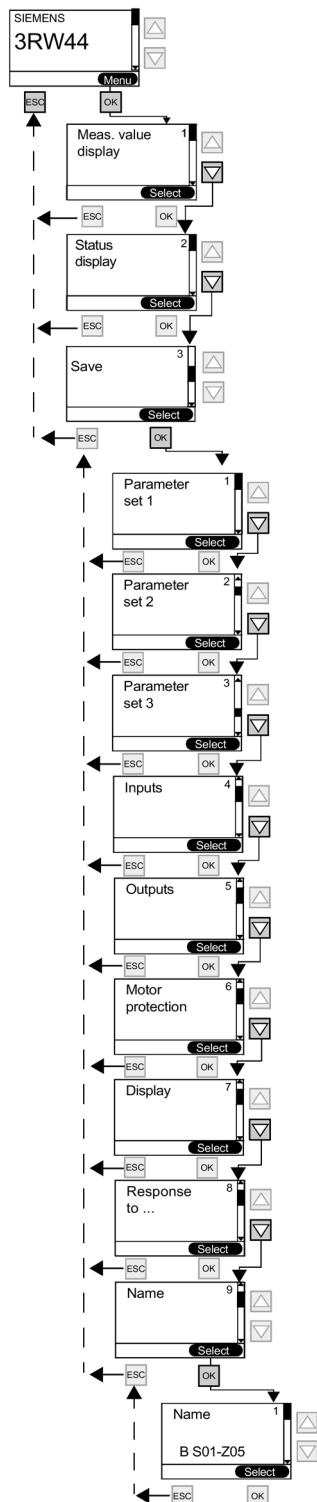 SIEMENS
3RW44
Menu
ESC
OK
Meas. value
display
1
Select
ESC
OK
Status
display
2
Select
ESC
OK
Save
3
Select
ESC
OK
Parameter
set 1
1
Select
ESC
OK
Parameter
set 2
2
Select
ESC
OK
Parameter
set 3
3
Select
ESC
OK
Inputs
4
Select
ESC
OK
Outputs
5
Select
ESC
OK
Motor
protection
6
Select
ESC
OK
Display
7
Select
ESC
OK
Response
to ...
8
Select
ESC
OK
Name
9
Select
ESC
OK
Name
1
B S01-Z05
Select
ESC
OK